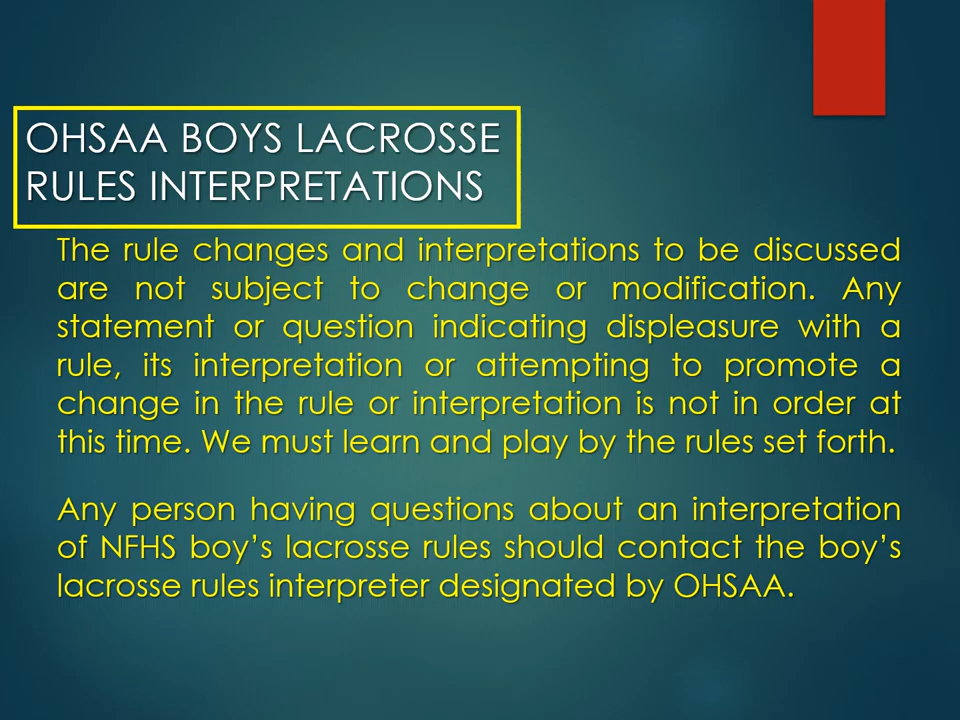 OHSAA BOYS LACROSSE
RULES INTERPRETATIONS
The rule changes and interpretations to be discussed
are not subject to change or modification. Any
statement or question indicating displeasure with a
rule, its interpretation or attempting to promote a
change in the rule or interpretation is not in order at
this time. We must learn and play by the rules set forth.
Any person having questions about an interpretation
of NFHS boy’s lacrosse rules should contact the boy’s
lacrosse rules interpreter designated by OHSAA.